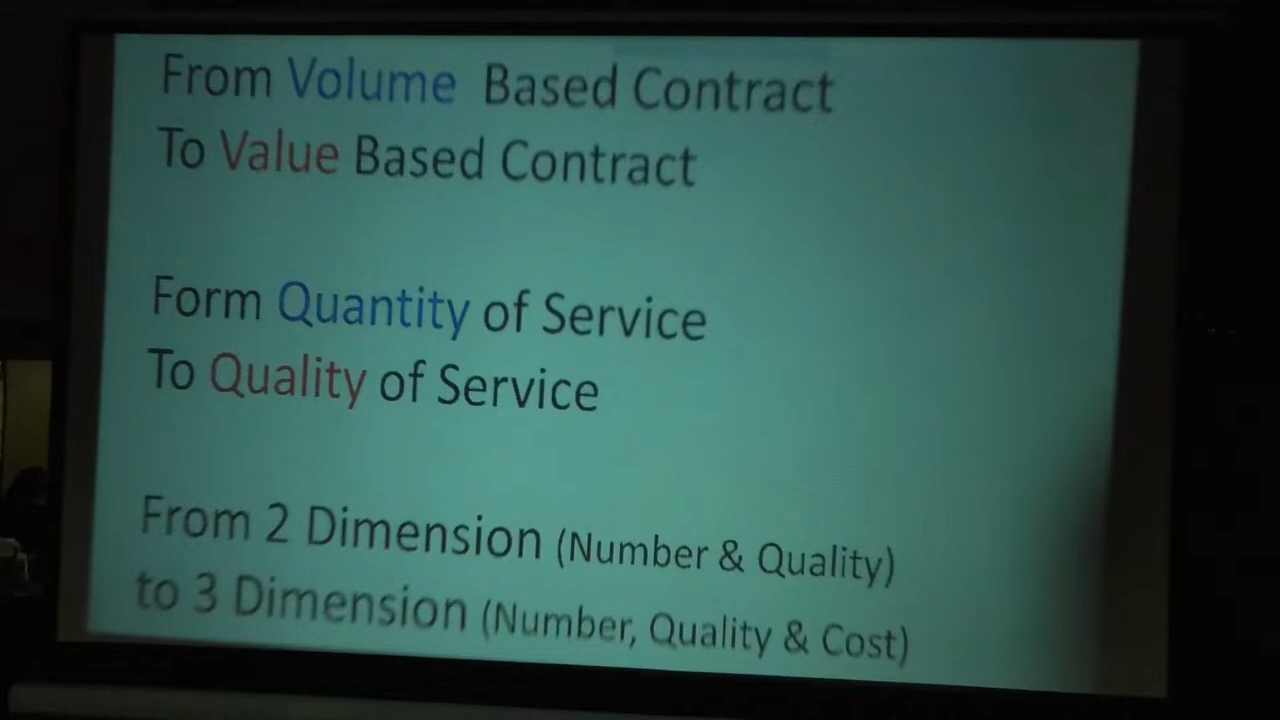 From Volume Based Contract
To Value Based Contract
Form Quantity of Service
To Quality of Service
From 2 Dimension (Number & Quality)
to 3 Dimension (Number, Quality & Cost)